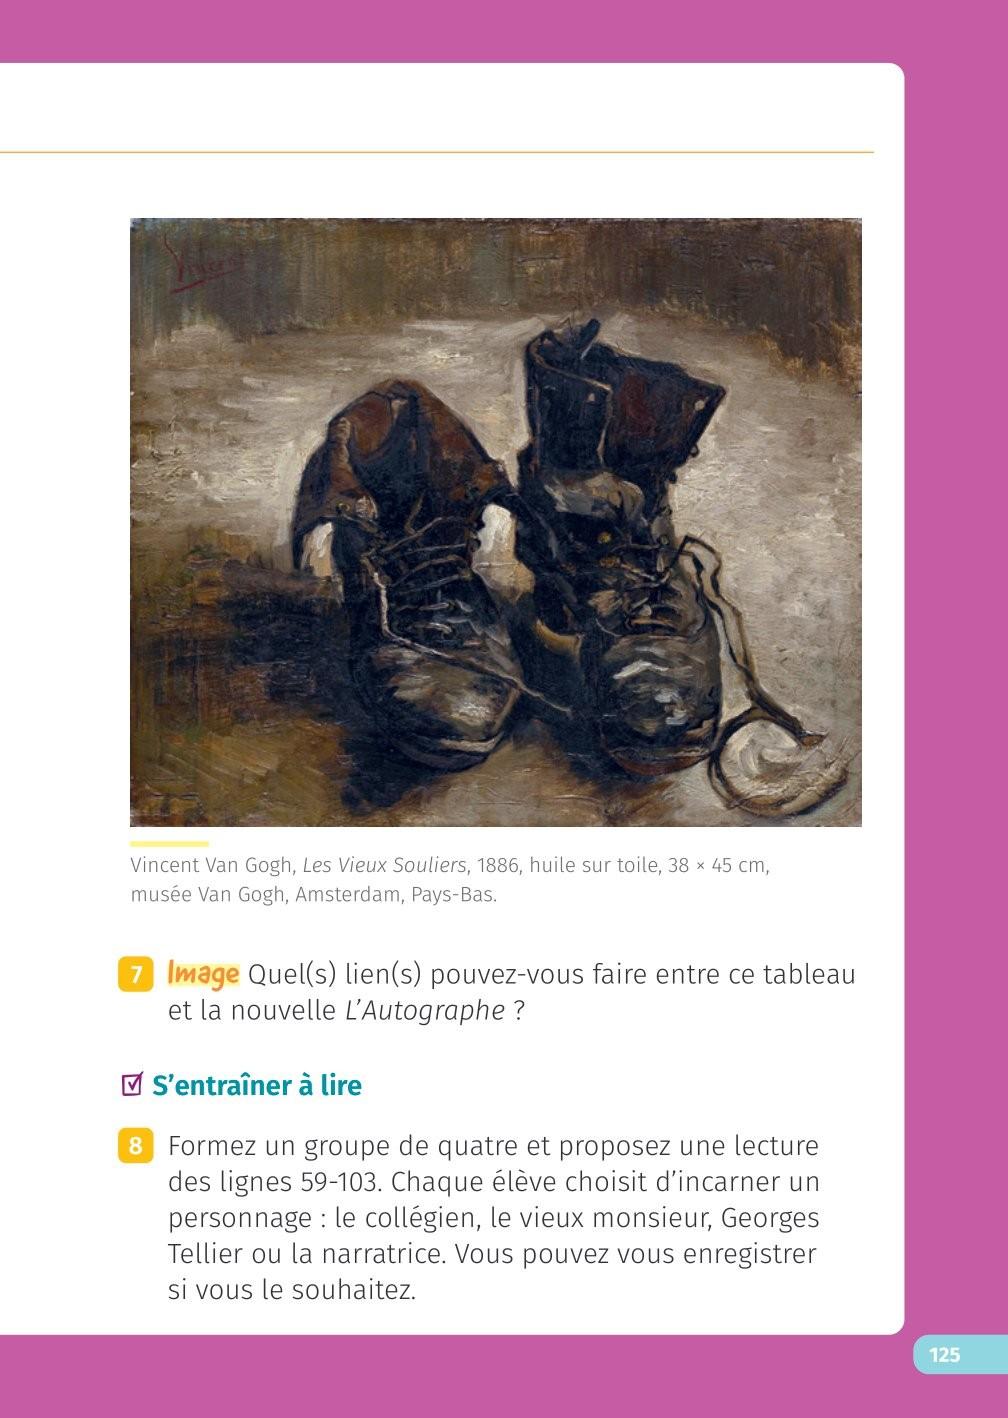 Vincent
Vincent Van Gogh, Les Vieux Souliers, 1886, huile sur toile, 38 × 45 cm,
musée Van Gogh, Amsterdam, Pays-Bas.
7 Image Quel(s) lien(s) pouvez-vous faire entre ce tableau
et la nouvelle L’Autographe ?
S’entraîner à lire
8 Formez un groupe de quatre et proposez une lecture
des lignes 59-103. Chaque élève choisit d’incarner un
personnage : le collégien, le vieux monsieur, Georges
Tellier ou la narratrice. Vous pouvez vous enregistrer
si vous le souhaitez.
125